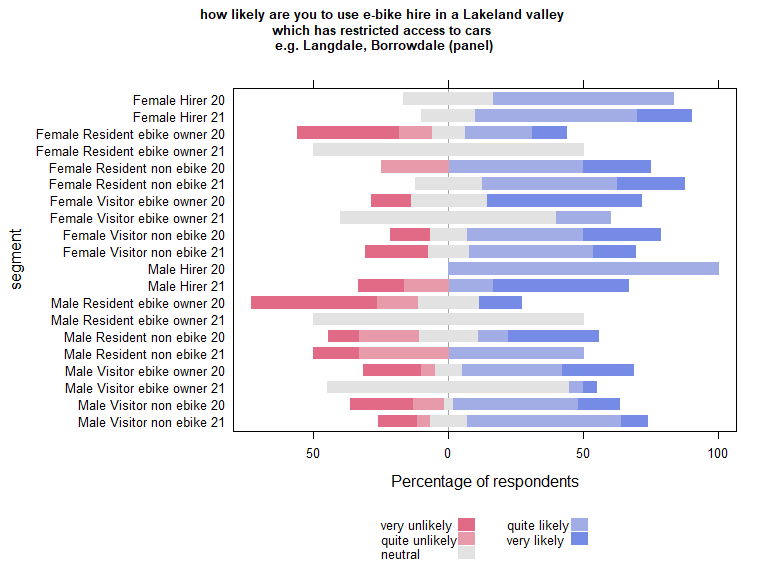 how likely are you to use e-bike hire in a Lakeland valley
which has restricted access to cars
e.g. Langdale, Borrowdale (panel)
segment
Female Hirer 20
Female Hirer 21
Female Resident ebike owner 20
Female Resident ebike owner 21
Female Resident non ebike 20
Female Resident non ebike 21
Female Visitor ebike owner 20
Female Visitor ebike owner 21
Female Visitor non ebike 20
Female Visitor non ebike 21
Male Hirer 20
Male Hirer 21
Male Resident ebike owner 20
Male Resident ebike owner 21
Male Resident non ebike 20
Male Resident non ebike 21
Male Visitor ebike owner 20
Male Visitor ebike owner 21
Male Visitor non ebike 20
Male Visitor non ebike 21
50 0 50 100
Percentage of respondents
very unlikely quite likely
quite unlikely very likely
neutral